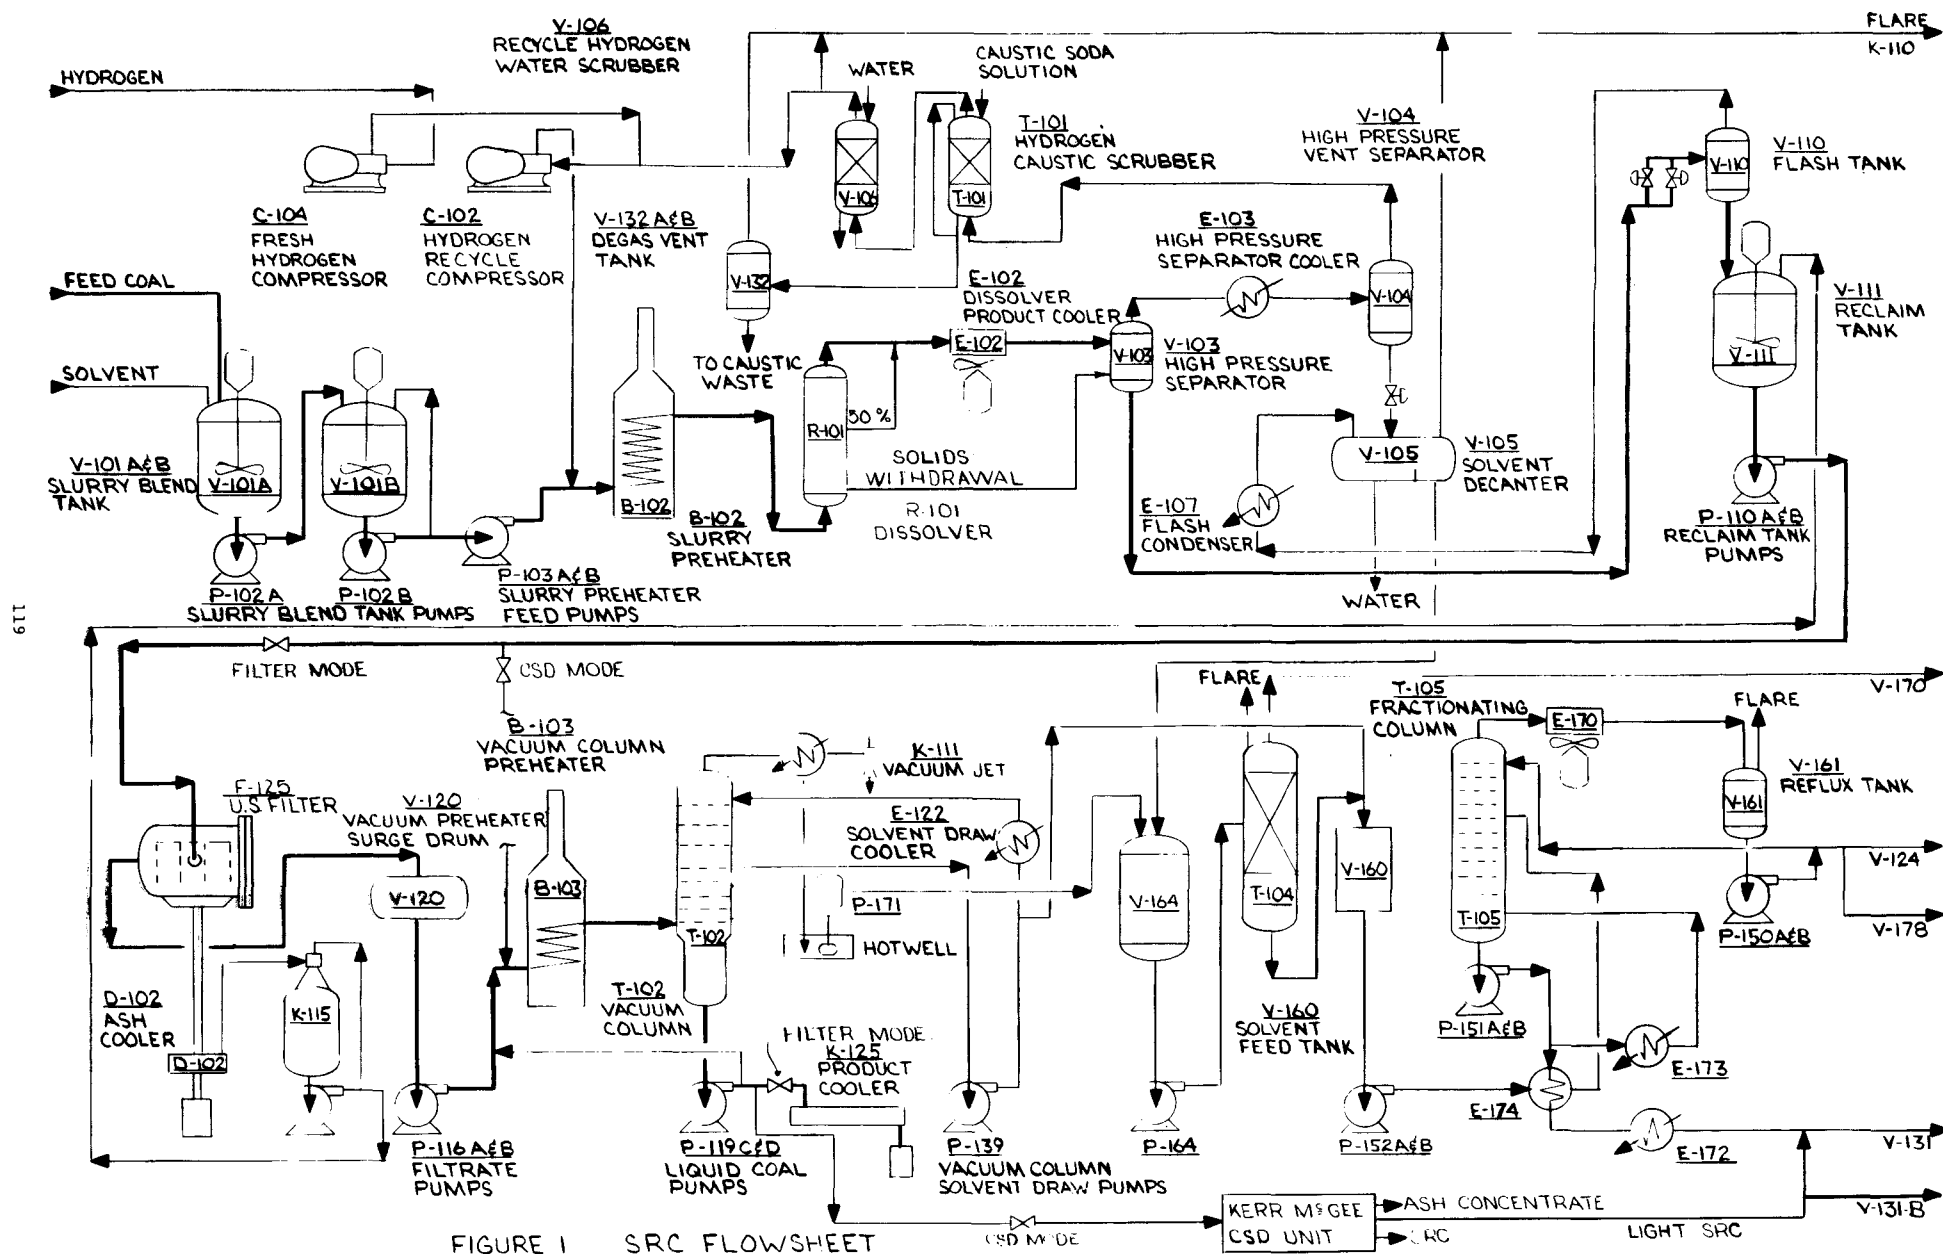 V-106
RECYCLE HYDROGEN
WATER SCRUBBER
FLARE
K-110
HYDROGEN
WATER
CAUSTIC SODA
SOLUTION
T-101
HYDROGEN
CAUSTIC SCRUBBER
V-104
HIGH PRESSURE
VENT SEPARATOR
V-110
V-110
FLASH TANK
V-106
T-101
C-104
FRESH
HYDROGEN
COMPRESSOR
C-102
HYDROGEN
RECYCLE
COMPRESSOR
V-132 A&B
DEGAS VENT
TANK
E-103
HIGH PRESSURE
SEPARATOR COOLER
V-132
E-102
DISSOLVER
PRODUCT COOLER
V-104
V-111
RECLAIM
TANK
FEED COAL
E-102
V-103
V-103
HIGH PRESSURE
SEPARATOR
V-111
TO CAUSTIC
WASTE
SOLVENT
50 %
R-101
V-101 A&B
SLURRY BLEND
TANK
V-101A
V-101B
SOLIDS
WITHDRAWAL
V-105
V-105
SOLVENT
DECANTER
B-102
B-102
SLURRY
PREHEATER
R-101
DISSOLVER
E-107
FLASH
CONDENSER
P-110 A&B
RECLAIM TANK
PUMPS
P-102A
P-102B
SLURRY BLEND TANK PUMPS
P-103 A&B
SLURRY PREHEATER
FEED PUMPS
WATER
119
FILTER MODE
CSD MODE
FLARE
T-105
FRACTIONATING
COLUMN
V-170
FLARE
B-103
VACUUM COLUMN
PREHEATER
K-111
VACUUM JET
E-170
V-161
REFLUX TANK
V-161
F-125
U.S FILTER
V-120
VACUUM PREHEATER
SURGE DRUM
E-122
SOLVENT DRAW
COOLER
V-160
V-124
V-120
B-103
P-171
V-164
T-104
T-105
T-102
HOTWELL
P-150A&B
V-178
D-102
ASH
COOLER
K-115
T-102
VACUUM
COLUMN
V-160
SOLVENT
FEED TANK
P-151A&B
FILTER MODE
K-125
PRODUCT
COOLER
D-102
E-173
E-174
P-116 A&B
FILTRATE
PUMPS
P-119C&D
LIQUID COAL
PUMPS
P-139
VACUUM COLUMN
SOLVENT DRAW PUMPS
P-164
P-152A&B
E-172
V-131
KERR MCGEE
CSD UNIT
ASH CONCENTRATE
LIGHT SRC
V-131-B
CSD MODE
FIGURE 1 SRC FLOWSHEET